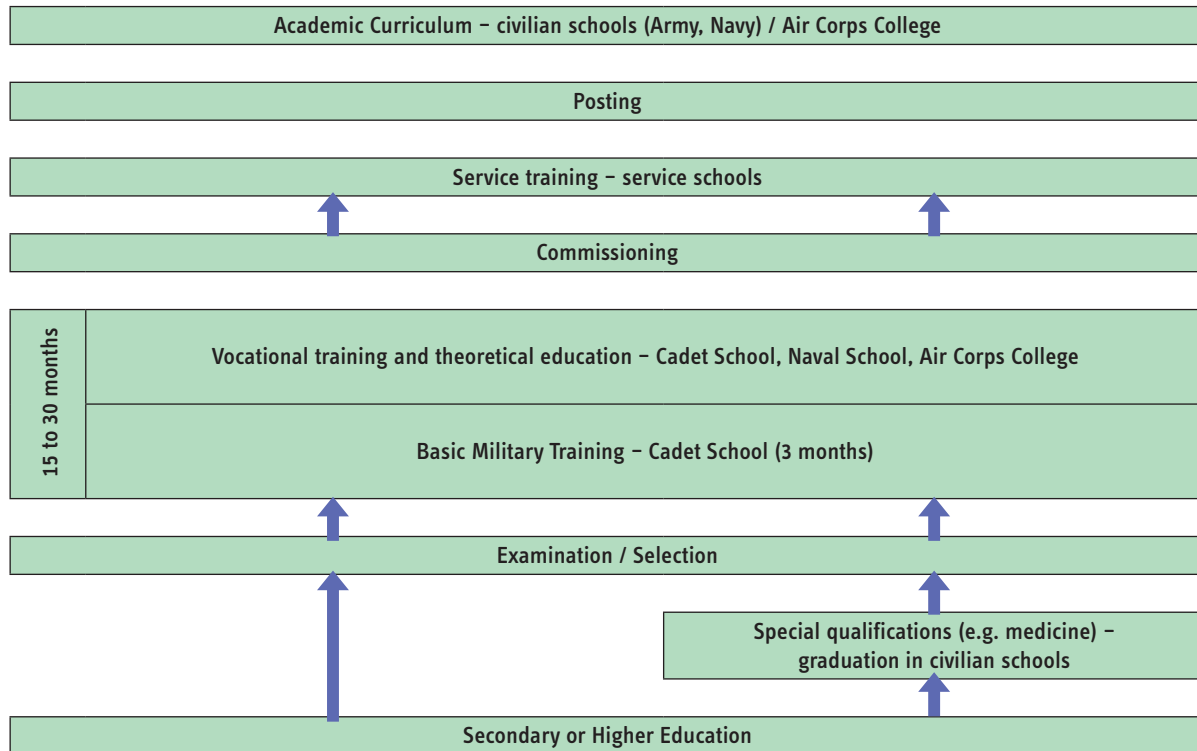 Academic Curriculum – civilian schools (Army, Navy) / Air Corps College
Posting
Service training – service schools
Commissioning
15 to 30 months
Vocational training and theoretical education – Cadet School, Naval School, Air Corps College
Basic Military Training – Cadet School (3 months)
Examination / Selection
Special qualifications (e.g. medicine) –
graduation in civilian schools
Secondary or Higher Education